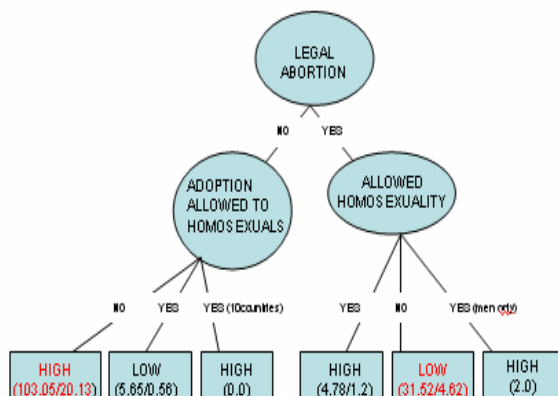 LEGAL
ABORTION
NO YES
ADOPTION
ALLOWED TO
HOMOSEXUALS
ALLOWED
HOMOSEXUALITY
NO YES YES (10countries) YES NO YES (men only)
HIGH
(103.05/20.13)
LOW
(5.65/0.56)
HIGH
(0.0)
HIGH
(4.78/1.2)
LOW
(31.52/4.62)
HIGH
(2.0)